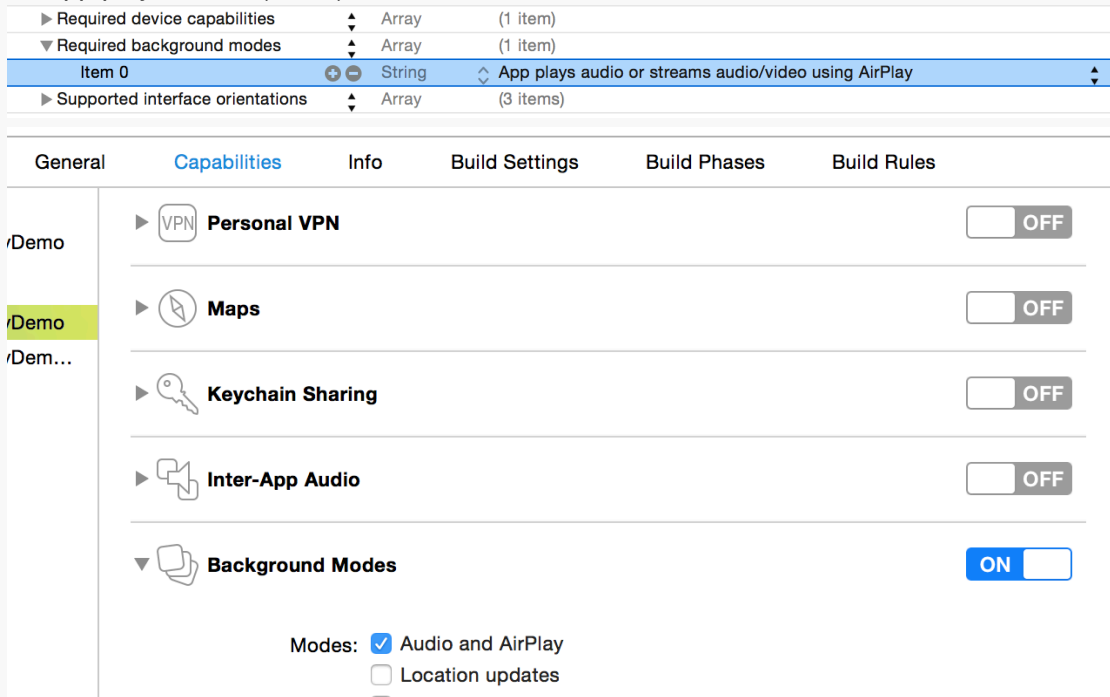 Required device capabilities Array (1 item)
Required background modes Array (1 item)
Item 0 String App plays audio or streams audio/video using AirPlay
Supported interface orientations Array (3 items)
General Capabilities Info Build Settings Build Phases Build Rules
VPN Personal VPN OFF
yDemo
Maps OFF
yDemo
yDem...
Keychain Sharing OFF
Inter-App Audio OFF
Background Modes ON
Modes: Audio and AirPlay
Location updates